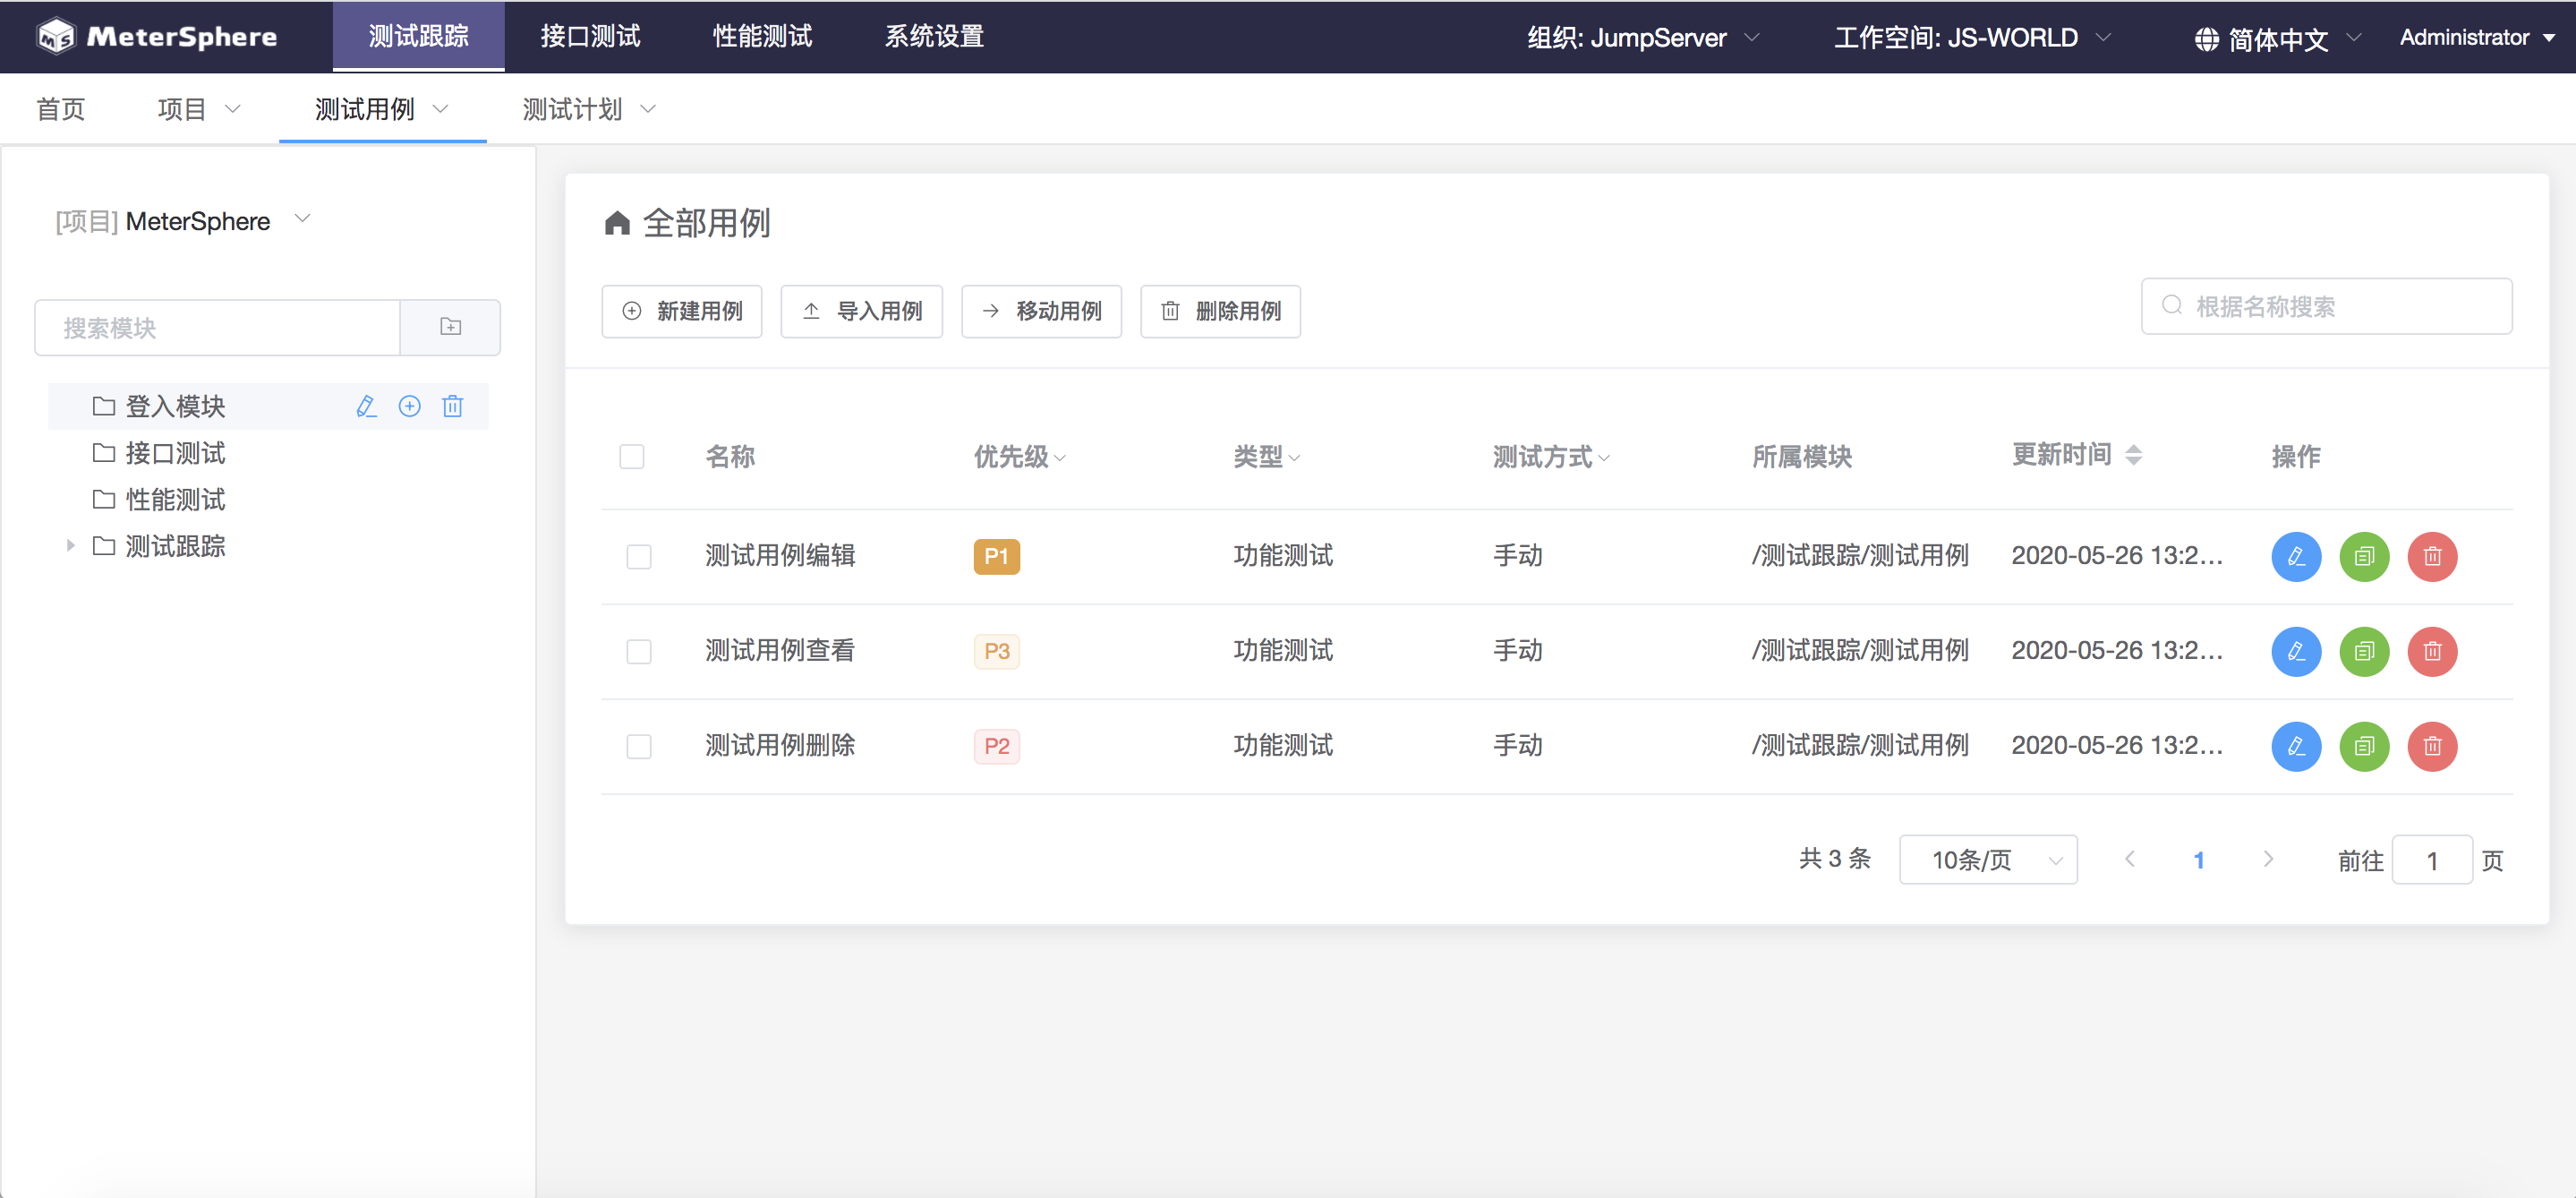 MeterSphere 测试跟踪 接口测试 性能测试 系统设置 组织: JumpServer 工作空间: JS-WORLD 简体中文 Administrator
首页 项目 测试用例 测试计划
[项目] MeterSphere
搜索模块
登入模块
接口测试
性能测试
测试跟踪
全部用例
新建用例 导入用例 移动用例 删除用例 根据名称搜索
名称 优先级 类型 测试方式 所属模块 更新时间 操作
测试用例编辑 P1 功能测试 手动 /测试跟踪/测试用例 2020-05-26 13:2...
测试用例查看 P3 功能测试 手动 /测试跟踪/测试用例 2020-05-26 13:2...
测试用例删除 P2 功能测试 手动 /测试跟踪/测试用例 2020-05-26 13:2...
共 3 条 10条/页 1 前往 1 页